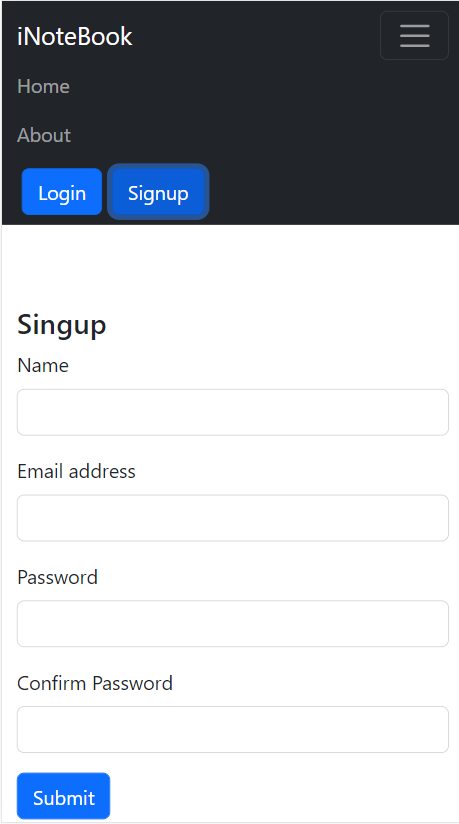 iNoteBook
Home
About
Login Signup
Singup
Name
Email address
Password
Confirm Password
Submit